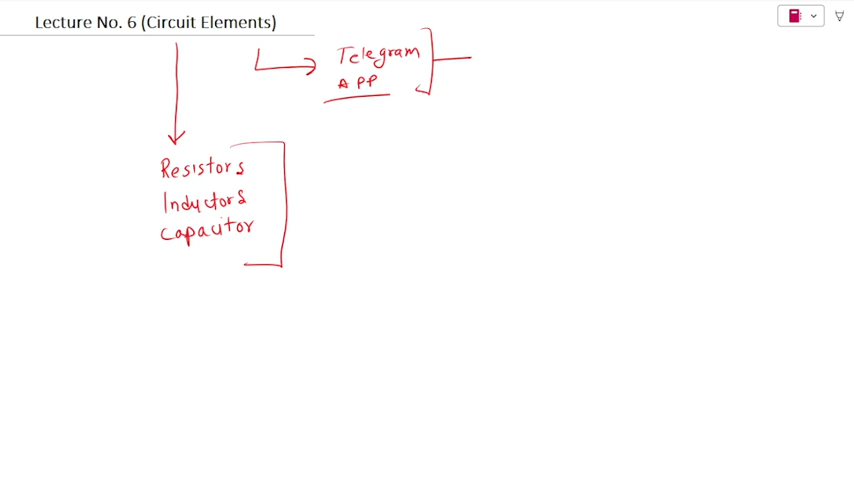 Lecture No. 6 (Circuit Elements)
Telegram
APP
Resistors
Inductors
Capacitor